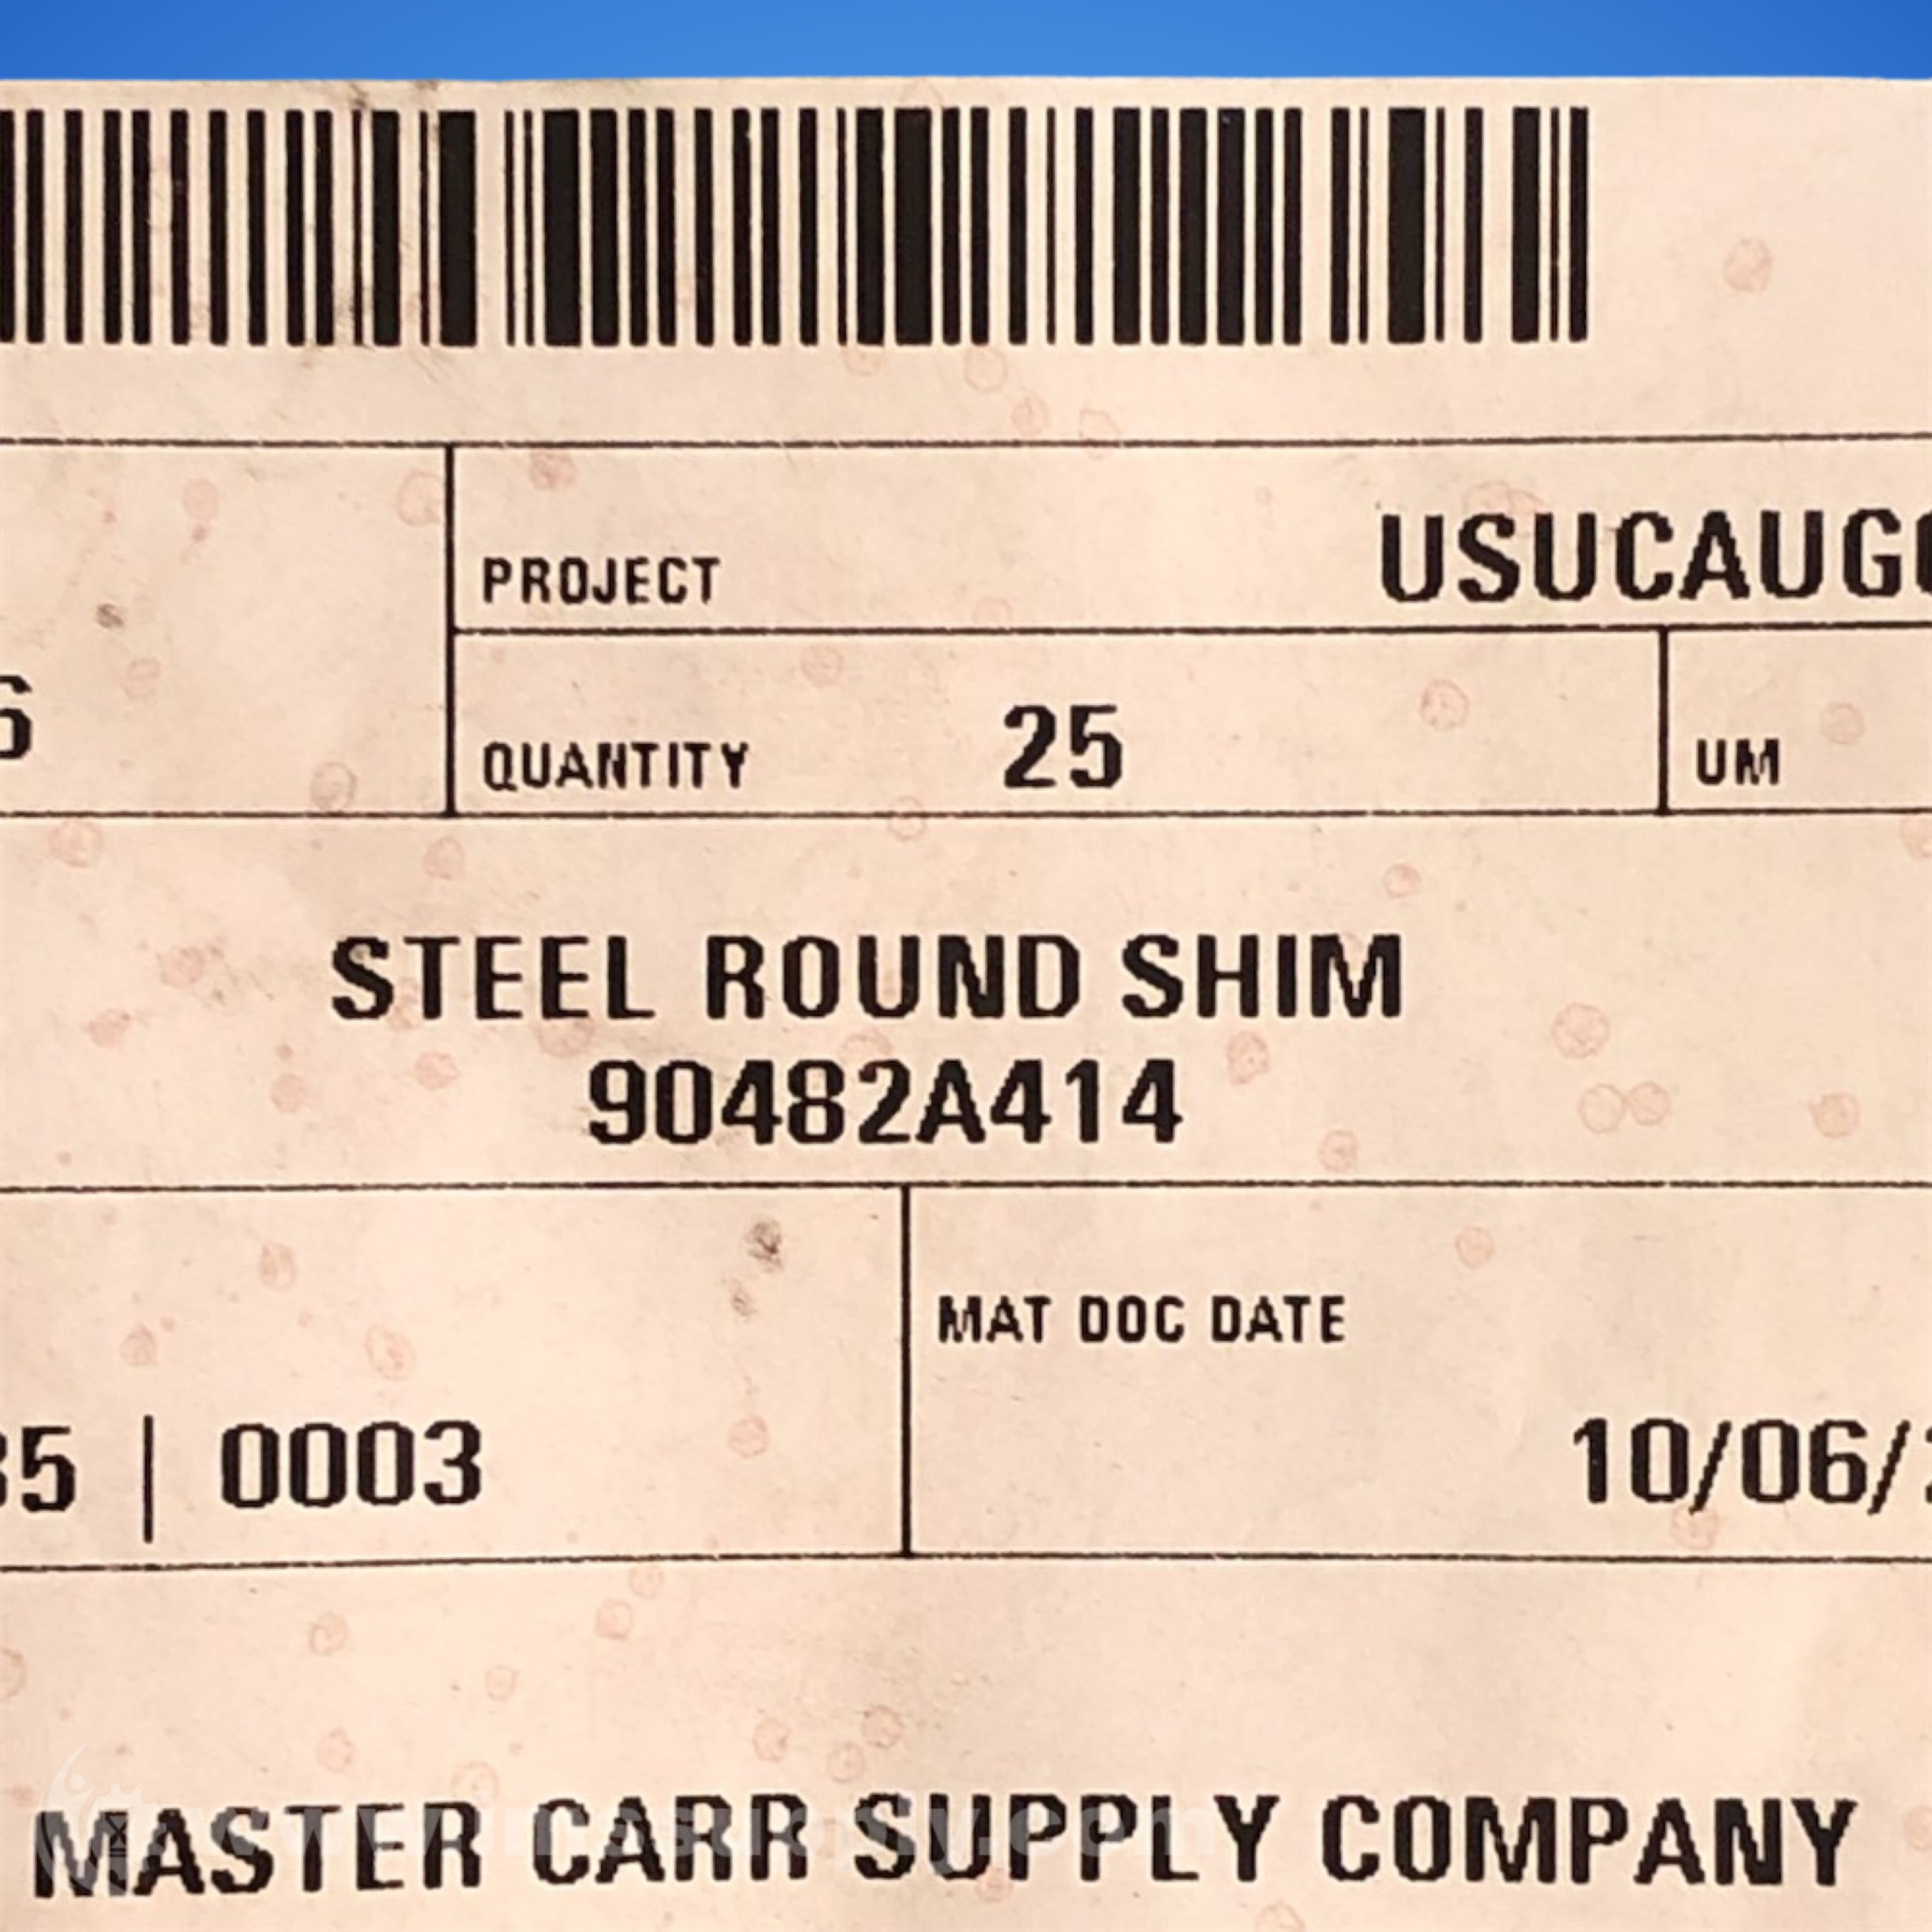 PROJECT USUCAUG
QUANTITY 25 UM
STEEL ROUND SHIM
90482A414
MAT DOC DATE
35 | 0003 10/06/
MASTER CARR SUPPLY COMPANY